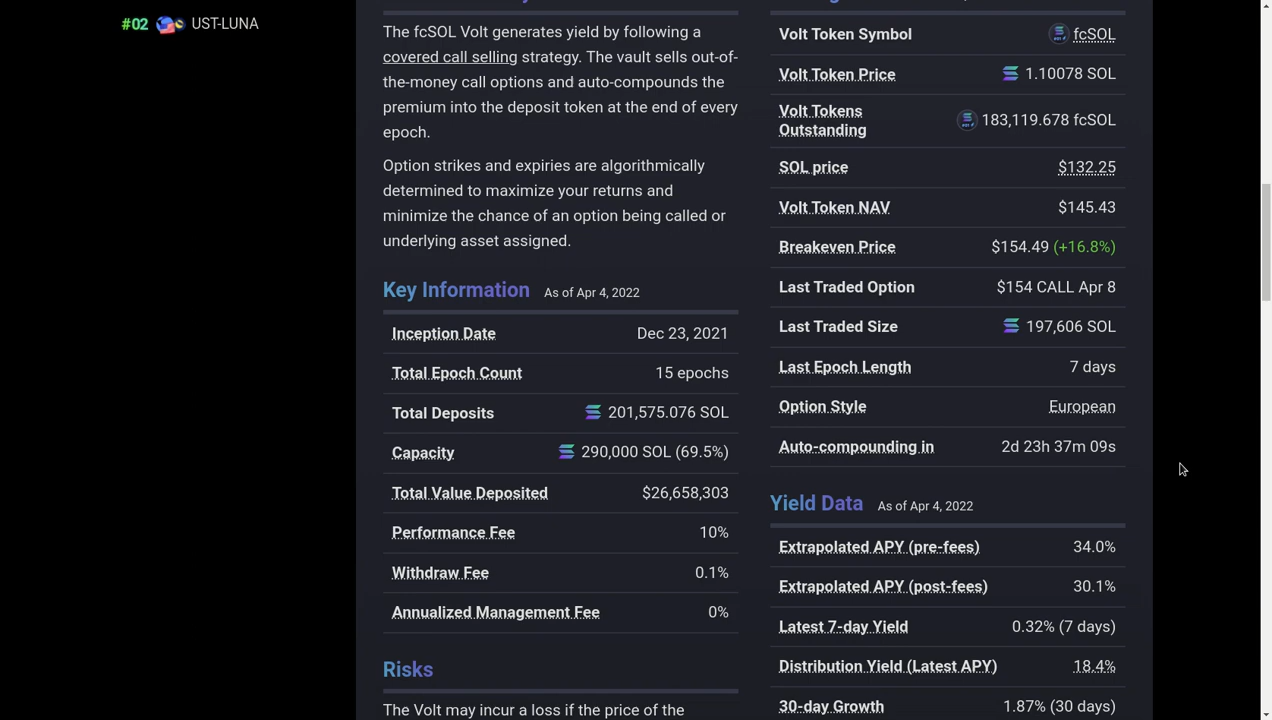 #02 UST-LUNA
The fcSOL Volt generates yield by following a
covered call selling strategy. The vault sells out-of-
the-money call options and auto-compounds the
premium into the deposit token at the end of every
epoch.
Option strikes and expiries are algorithmically
determined to maximize your returns and
minimize the chance of an option being called or
underlying asset assigned.
Key Information As of Apr 4, 2022
Inception Date Dec 23, 2021
Total Epoch Count 15 epochs
Total Deposits 201,575.076 SOL
Capacity 290,000 SOL (69.5%)
Total Value Deposited $26,658,303
Performance Fee 10%
Withdraw Fee 0.1%
Annualized Management Fee 0%
Risks
The Volt may incur a loss if the price of the
Volt Token Symbol fcSOL
Volt Token Price 1.10078 SOL
Volt Tokens
Outstanding 183,119.678 fcSOL
SOL price $132.25
Volt Token NAV $145.43
Breakeven Price $154.49 (+16.8%)
Last Traded Option $154 CALL Apr 8
Last Traded Size 197,606 SOL
Last Epoch Length 7 days
Option Style European
Auto-compounding in 2d 23h 37m 09s
Yield Data As of Apr 4, 2022
Extrapolated APY (pre-fees) 34.0%
Extrapolated APY (post-fees) 30.1%
Latest 7-day Yield 0.32% (7 days)
Distribution Yield (Latest APY) 18.4%
30-day Growth 1.87% (30 days)